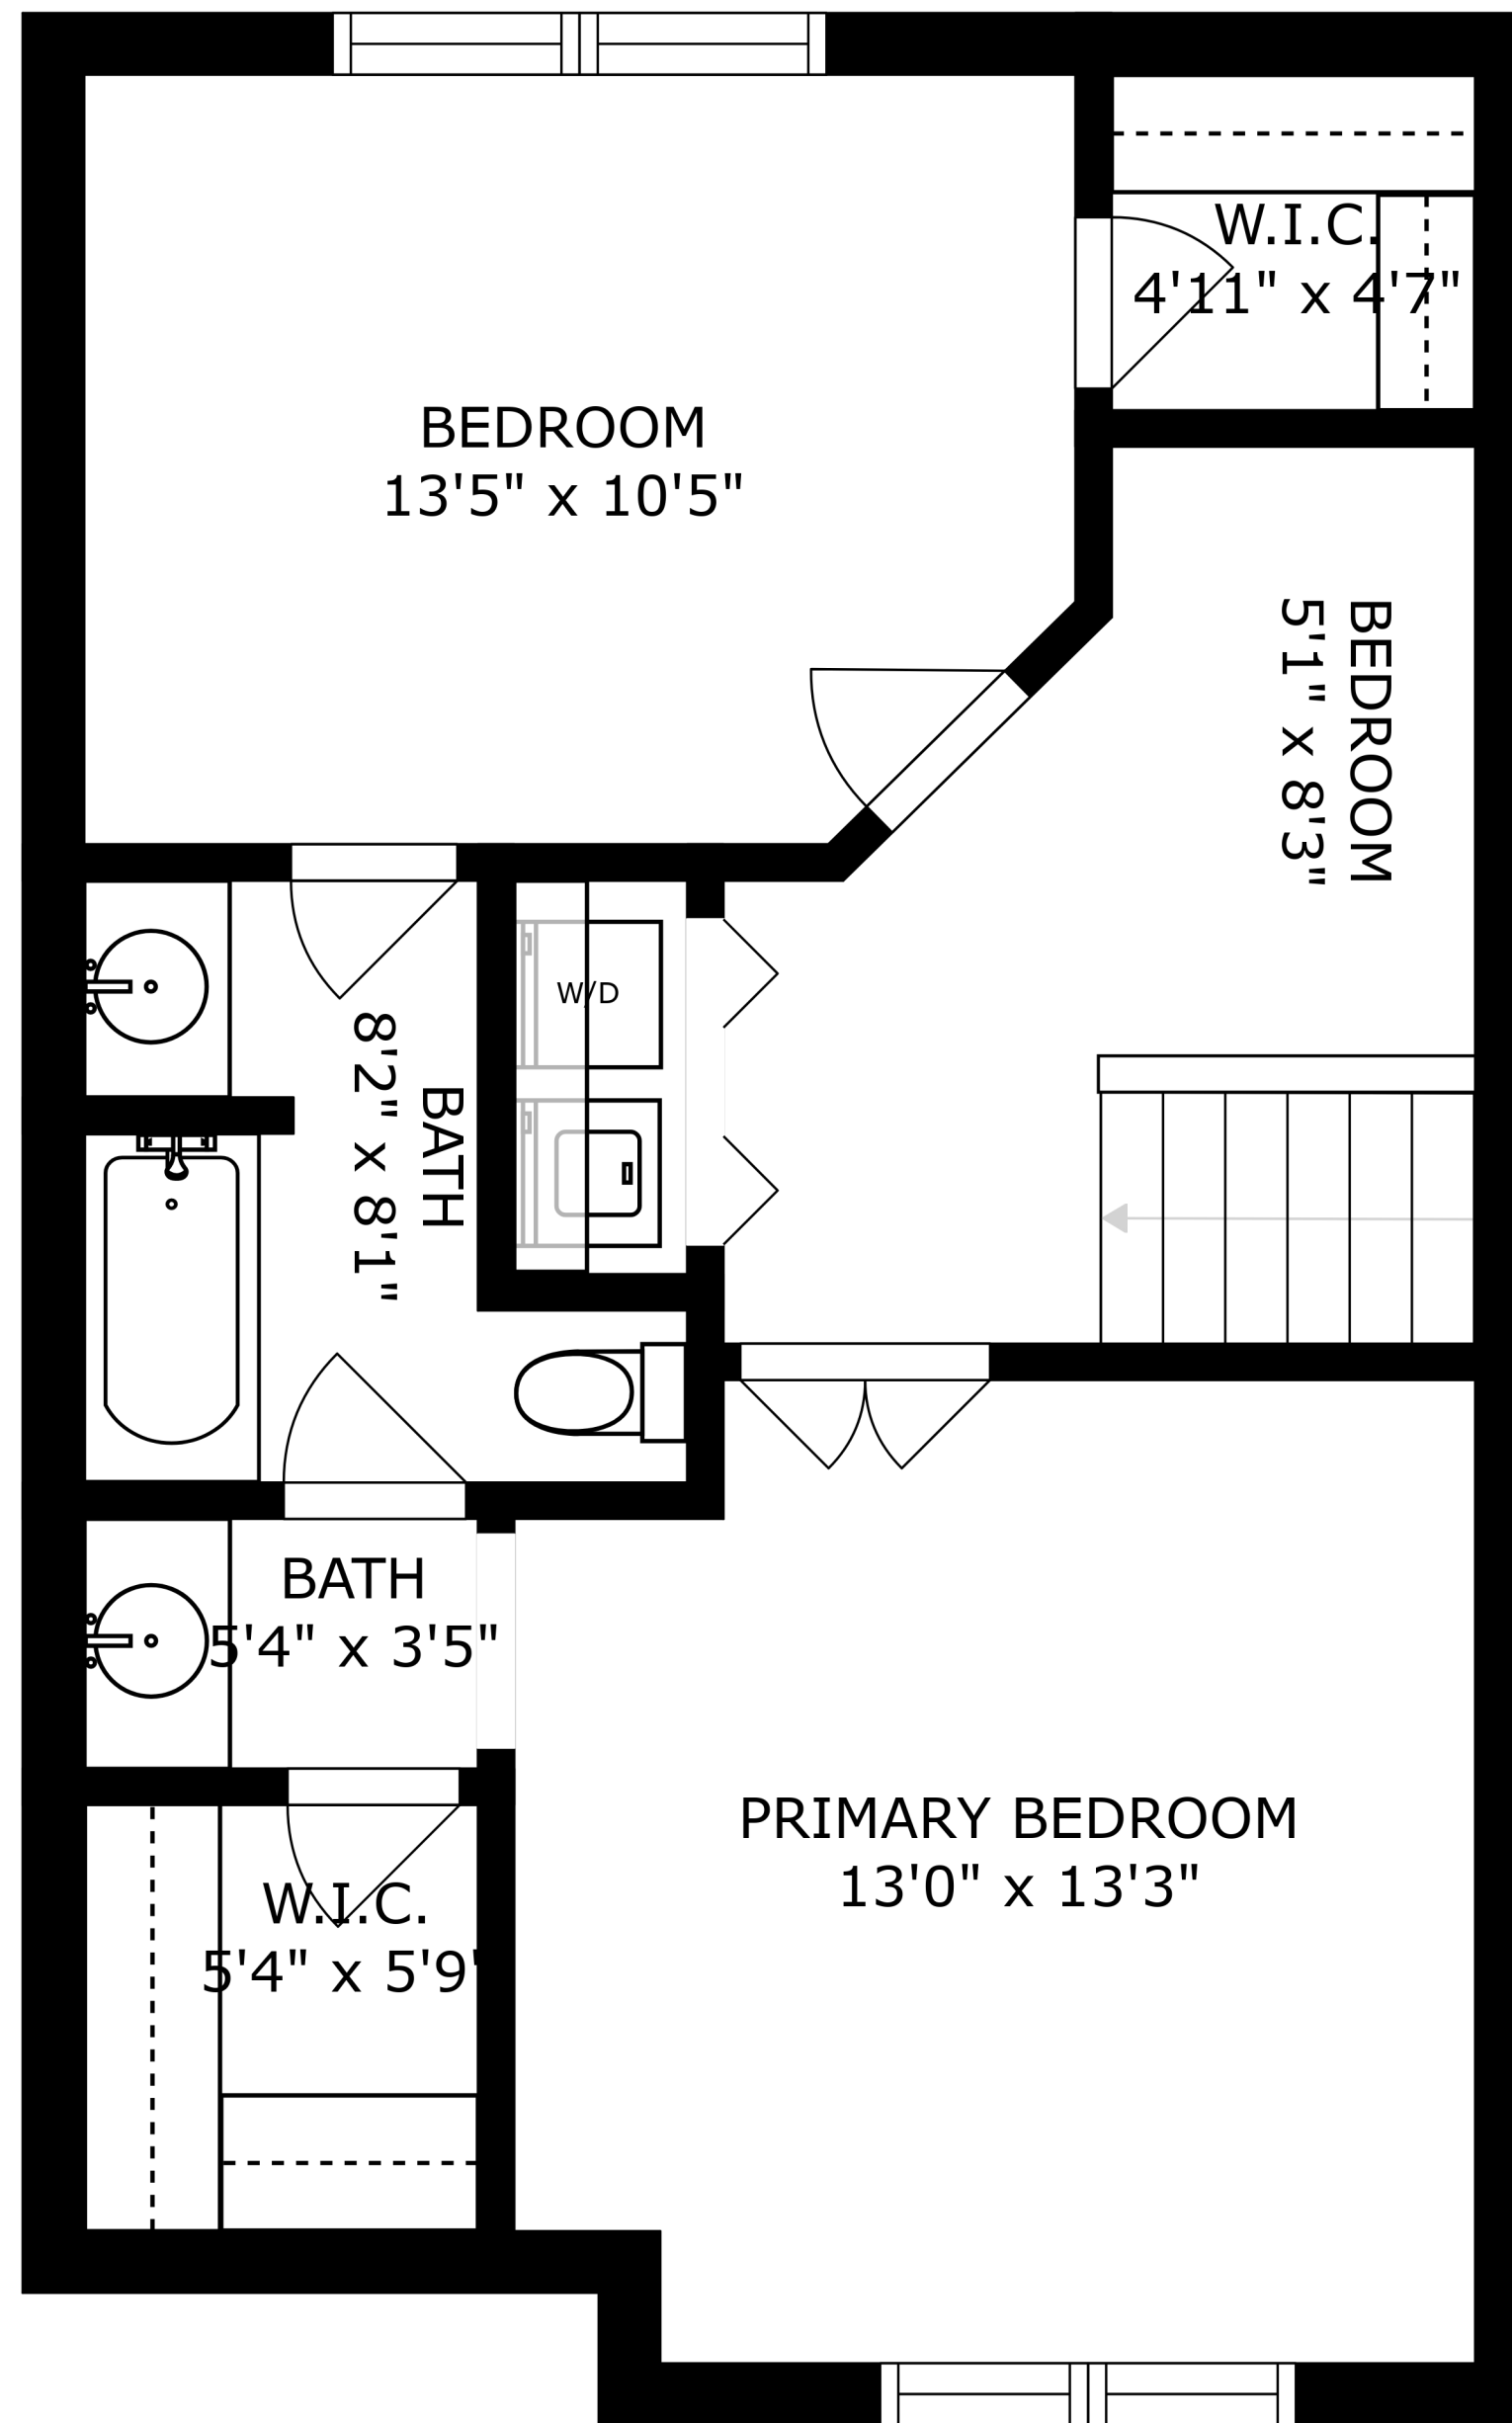 W.I.C.
4'11" x 4'7"
BEDROOM
13'5" x 10'5"
BEDROOM
5'1" x 8'3"
W/D
BATH
8'2" x 8'1"
BATH
5'4" x 3'5"
PRIMARY BEDROOM
13'0" x 13'3"
W.I.C.
5'4" x 5'9'